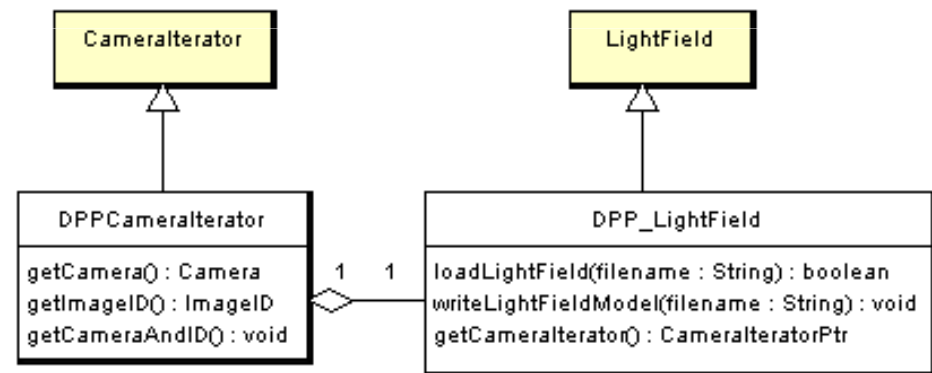 CameraIterator
LightField
DPPCameraIterator
getCamera() : Camera
getImageID() : ImageID
getCameraAndID() : void
1 1
DPP_LightField
loadLightField(filename : String) : boolean
writeLightFieldModel(filename : String) : void
getCameraIterator() : CameraIteratorPtr